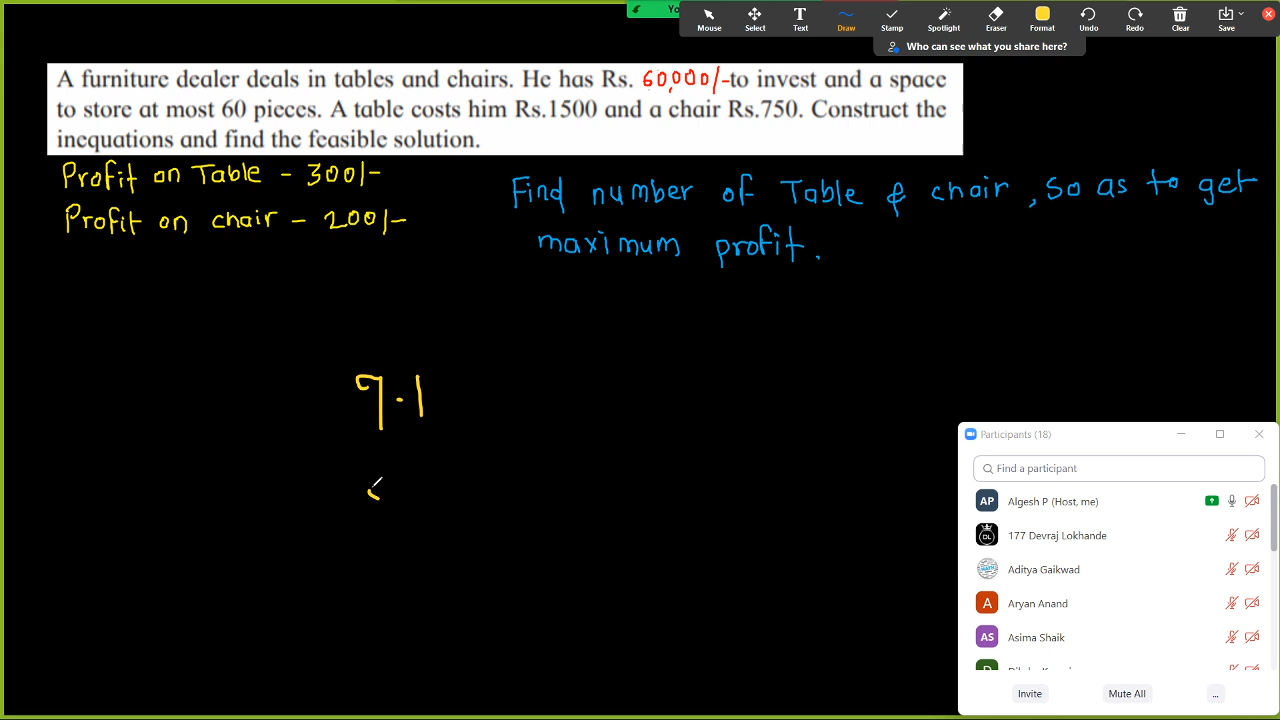 Yo
Mouse
Select
Text
Draw
Stamp
Spotlight
Eraser
Format
Undo
Redo
Clear
Save
Who can see what you share here?
A furniture dealer deals in tables and chairs. He has Rs. 60,000/- to invest and a space
to store at most 60 pieces. A table costs him Rs.1500 and a chair Rs.750. Construct the
inequations and find the feasible solution.
Profit on Table - 300/-
Profit on chair - 200/-
Find number of Table & chair, so as to get
maximum profit.
9.1
Participants (18)
Find a participant
AP Algesh P (Host, me)
DL 177 Devraj Lokhande
Aditya Gaikwad
A Aryan Anand
AS Asima Shaik
Invite
Mute All
...